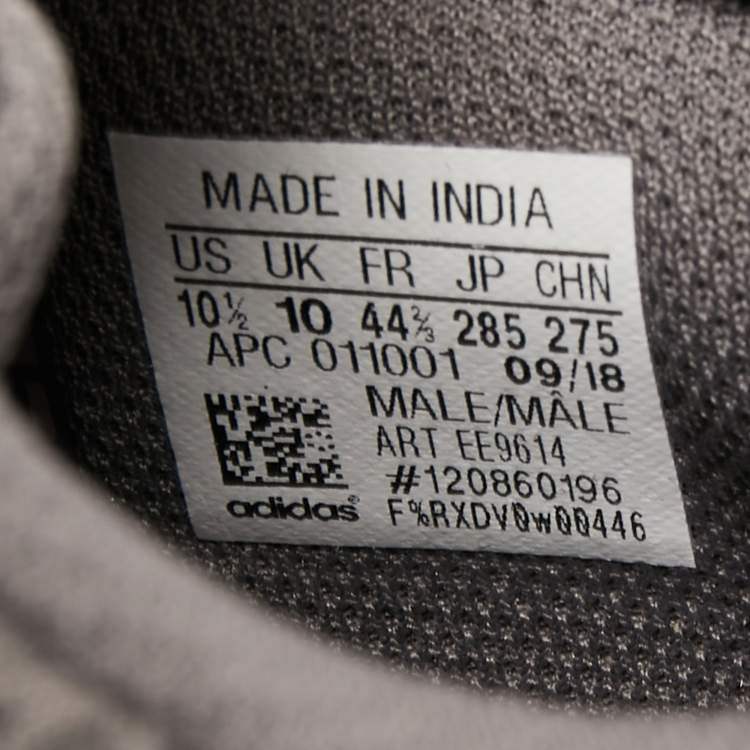 MADE IN INDIA
US UK FR JP CHN
10½ 10 44⅔ 285 275
APC 011001 09/18
MALE/MÂLE
ART EE9614
#120860196
adidas® F%RXDV0w00446